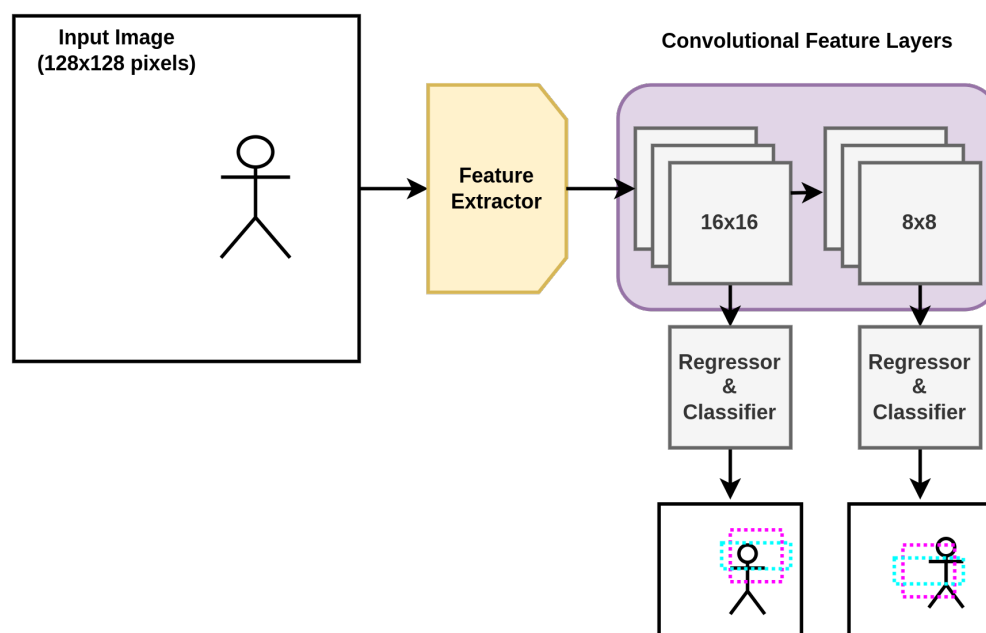 Input Image
(128x128 pixels)
Convolutional Feature Layers
Feature
Extractor
16x16
8x8
Regressor
&
Classifier
Regressor
&
Classifier